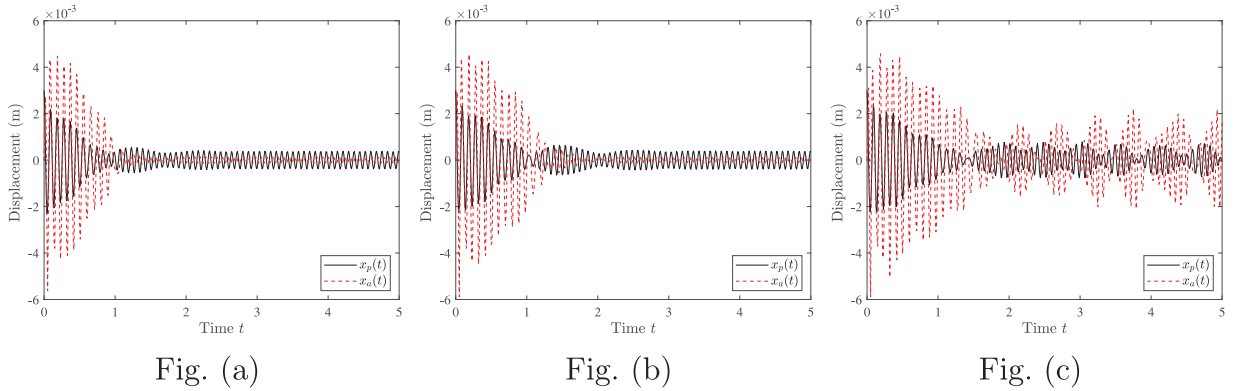 ×10⁻³
6
4
2
0
-2
-4
-6
Displacement (m)
0 1 2 3 4 5
Time t
x_p(t)
x_a(t)
Fig. (a)
×10⁻³
6
4
2
0
-2
-4
-6
Displacement (m)
0 1 2 3 4 5
Time t
x_p(t)
x_a(t)
Fig. (b)
×10⁻³
6
4
2
0
-2
-4
-6
Displacement (m)
0 1 2 3 4 5
Time t
x_p(t)
x_a(t)
Fig. (c)